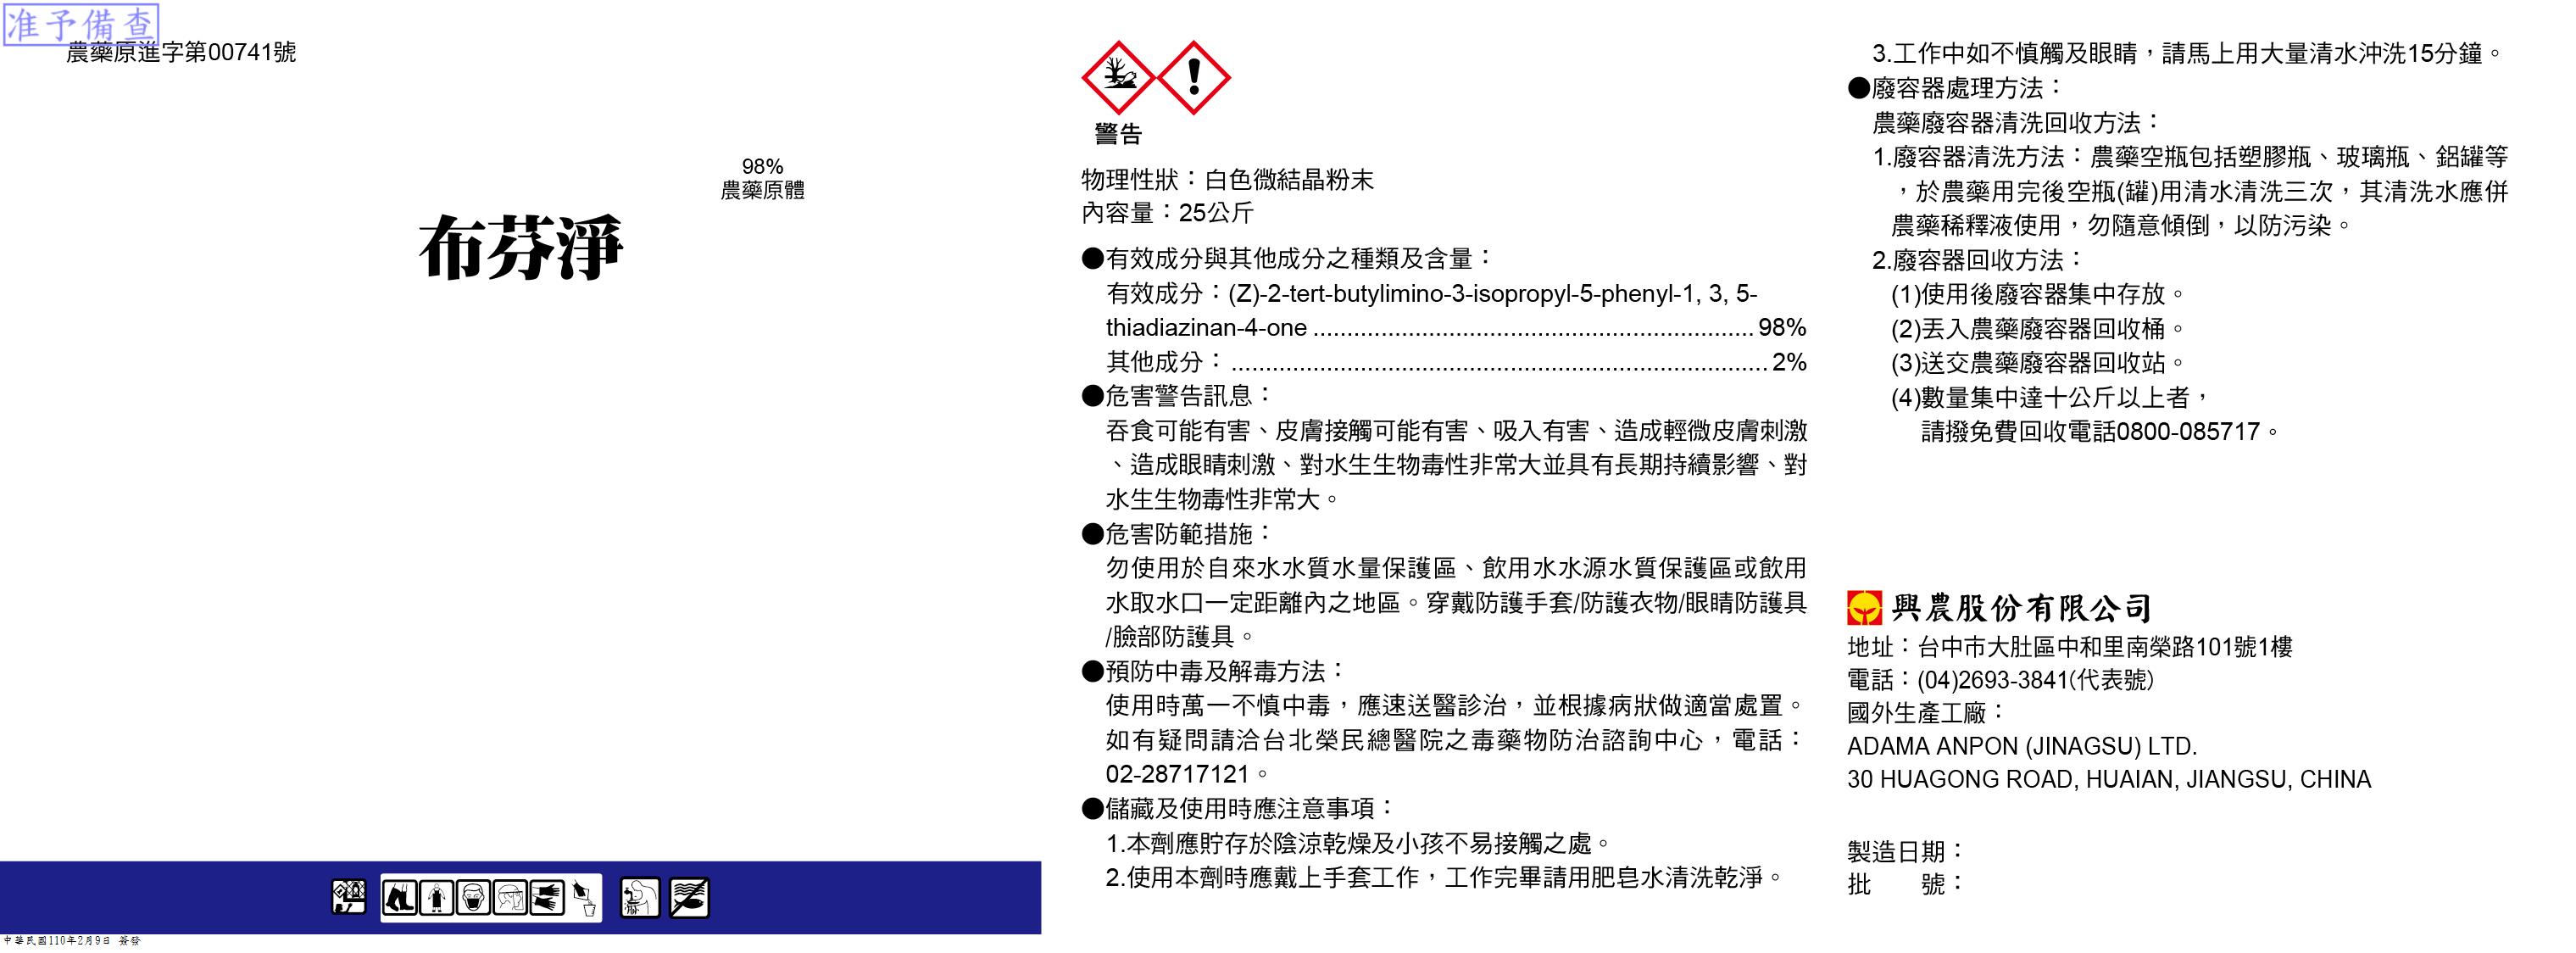 准予備查
農藥原進字第00741號
98%
農藥原體
布芬淨
中華民國110年2月9日 簽發
警告
物理性狀：白色微結晶粉末
內容量：25公斤
●有效成分與其他成分之種類及含量：
有效成分：(Z)-2-tert-butylimino-3-isopropyl-5-phenyl-1, 3, 5-
thiadiazinan-4-one ................................................................. 98%
其他成分： ............................................................................... 2%
●危害警告訊息：
吞食可能有害、皮膚接觸可能有害、吸入有害、造成輕微皮膚刺激
、造成眼睛刺激、對水生生物毒性非常大並具有長期持續影響、對
水生生物毒性非常大。
●危害防範措施：
勿使用於自來水水質水量保護區、飲用水水源水質保護區或飲用
水取水口一定距離內之地區。穿戴防護手套/防護衣物/眼睛防護具
/臉部防護具。
●預防中毒及解毒方法：
使用時萬一不慎中毒，應速送醫診治，並根據病狀做適當處置。
如有疑問請洽台北榮民總醫院之毒藥物防治諮詢中心，電話：
02-28717121。
●儲藏及使用時應注意事項：
1.本劑應貯存於陰涼乾燥及小孩不易接觸之處。
2.使用本劑時應戴上手套工作，工作完畢請用肥皂水清洗乾淨。
3.工作中如不慎觸及眼睛，請馬上用大量清水沖洗15分鐘。
●廢容器處理方法：
農藥廢容器清洗回收方法：
1.廢容器清洗方法：農藥空瓶包括塑膠瓶、玻璃瓶、鋁罐等
，於農藥用完後空瓶(罐)用清水清洗三次，其清洗水應併
農藥稀釋液使用，勿隨意傾倒，以防污染。
2.廢容器回收方法：
(1)使用後廢容器集中存放。
(2)丟入農藥廢容器回收桶。
(3)送交農藥廢容器回收站。
(4)數量集中達十公斤以上者，
請撥免費回收電話0800-085717。
興農股份有限公司
地址：台中市大肚區中和里南榮路101號1樓
電話：(04)2693-3841(代表號)
國外生產工廠：
ADAMA ANPON (JINAGSU) LTD.
30 HUAGONG ROAD, HUAIAN, JIANGSU, CHINA
製造日期：
批　　號：